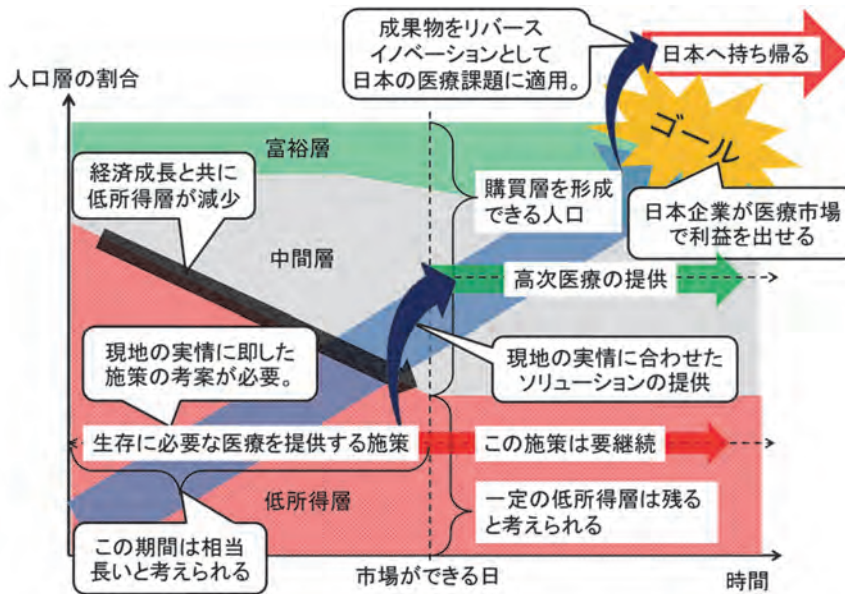 成果物をリバース
イノベーションとして
日本の医療課題に適用。
日本へ持ち帰る
人口層の割合
ゴール
富裕層
経済成長と共に
低所得層が減少
購買層を形成
できる人口
日本企業が医療市場
で利益を出せる
中間層
高次医療の提供
現地の実情に即した
施策の考案が必要。
現地の実情に合わせた
ソリューションの提供
生存に必要な医療を提供する施策
この施策は要継続
低所得層
一定の低所得層は残る
と考えられる
この期間は相当
長いと考えられる
市場ができる日
時間